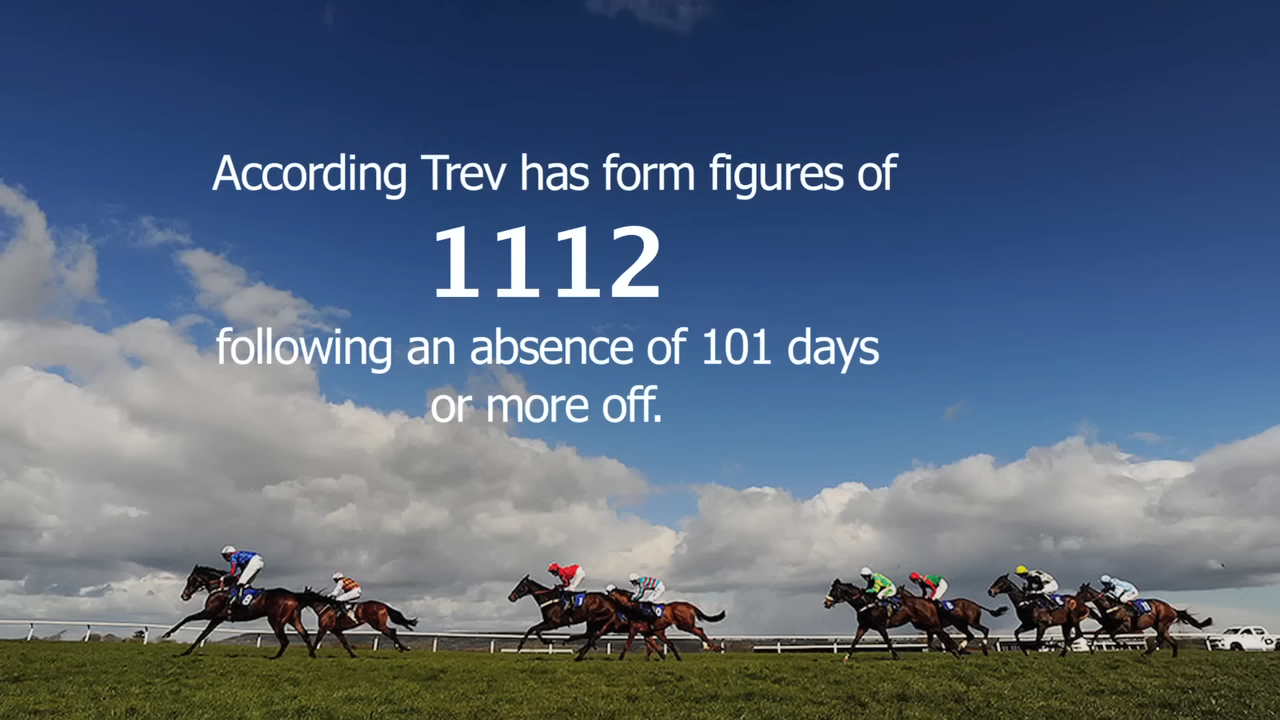 According Trev has form figures of
1112
following an absence of 101 days
or more off.